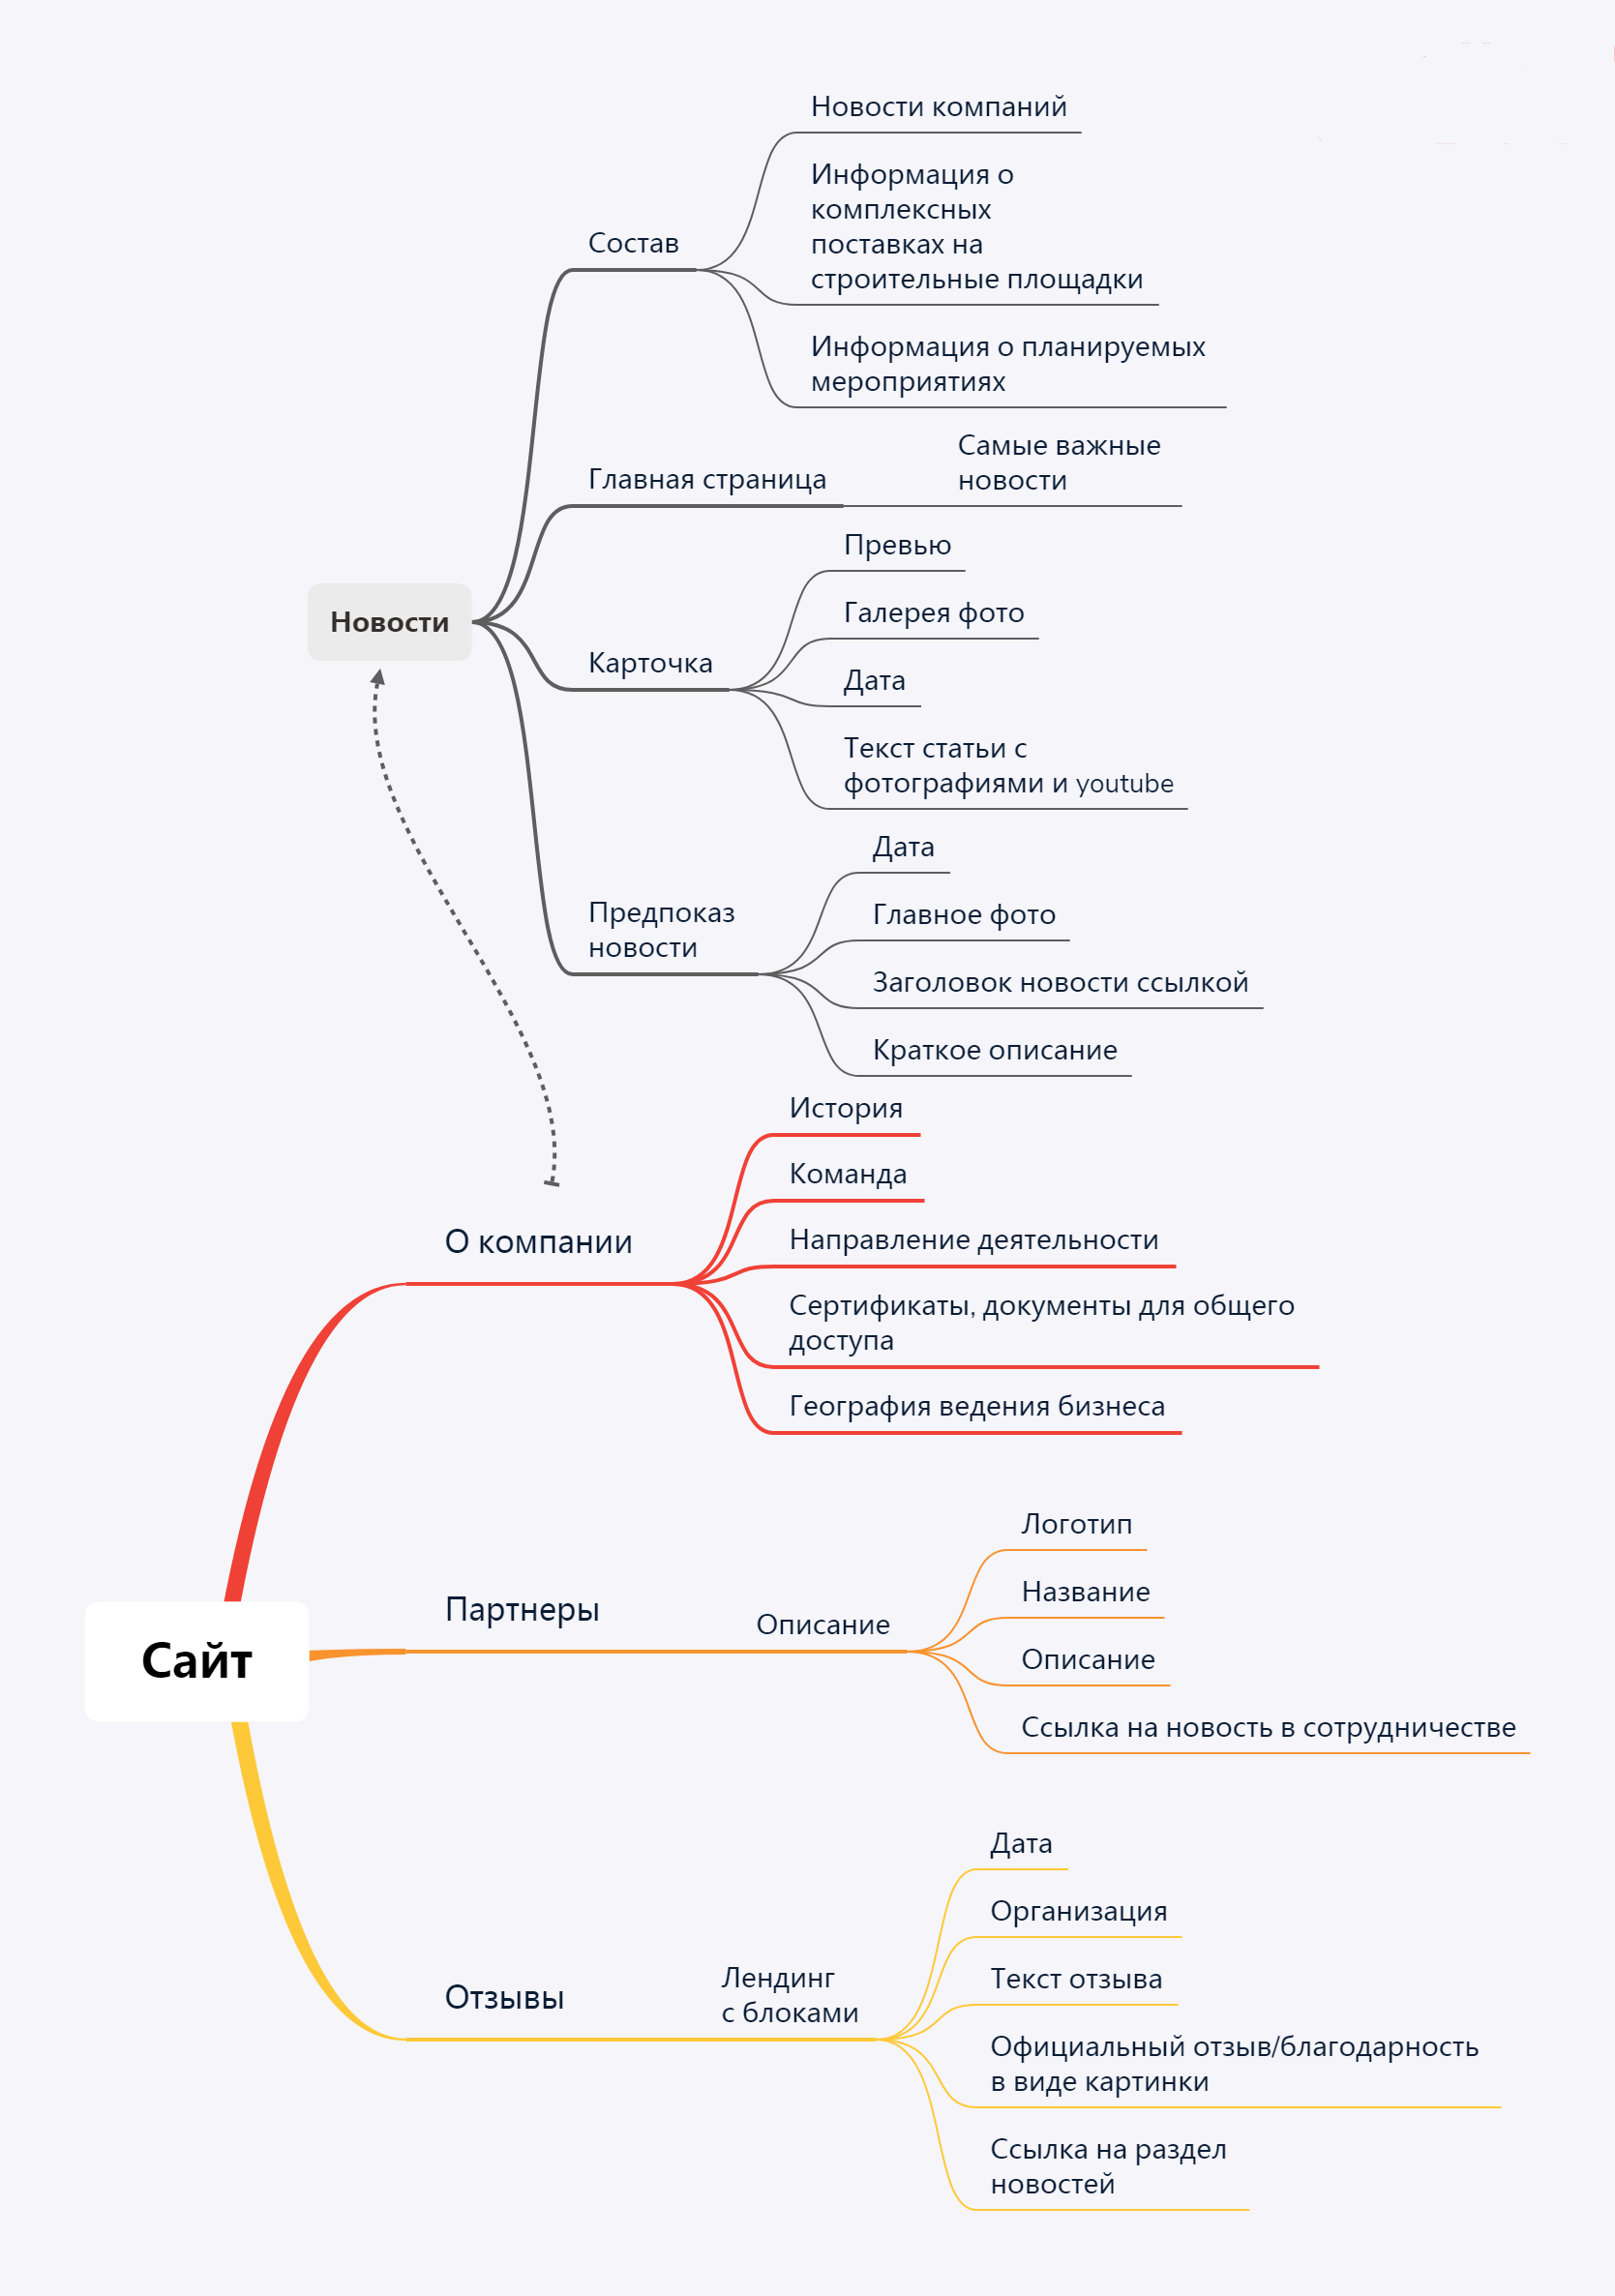 Новости компаний
Информация о
комплексных
поставках на
строительные площадки
Состав
Информация о планируемых
мероприятиях
Самые важные
новости
Главная страница
Превью
Галерея фото
Новости
Карточка
Дата
Текст статьи с
фотографиями и youtube
Дата
Предпоказ
новости
Главное фото
Заголовок новости ссылкой
Краткое описание
История
Команда
О компании
Направление деятельности
Сертификаты, документы для общего
доступа
География ведения бизнеса
Логотип
Название
Партнеры
Описание
Описание
Сайт
Ссылка на новость в сотрудничестве
Дата
Организация
Отзывы
Лендинг
с блоками
Текст отзыва
Официальный отзыв/благодарность
в виде картинки
Ссылка на раздел
новостей